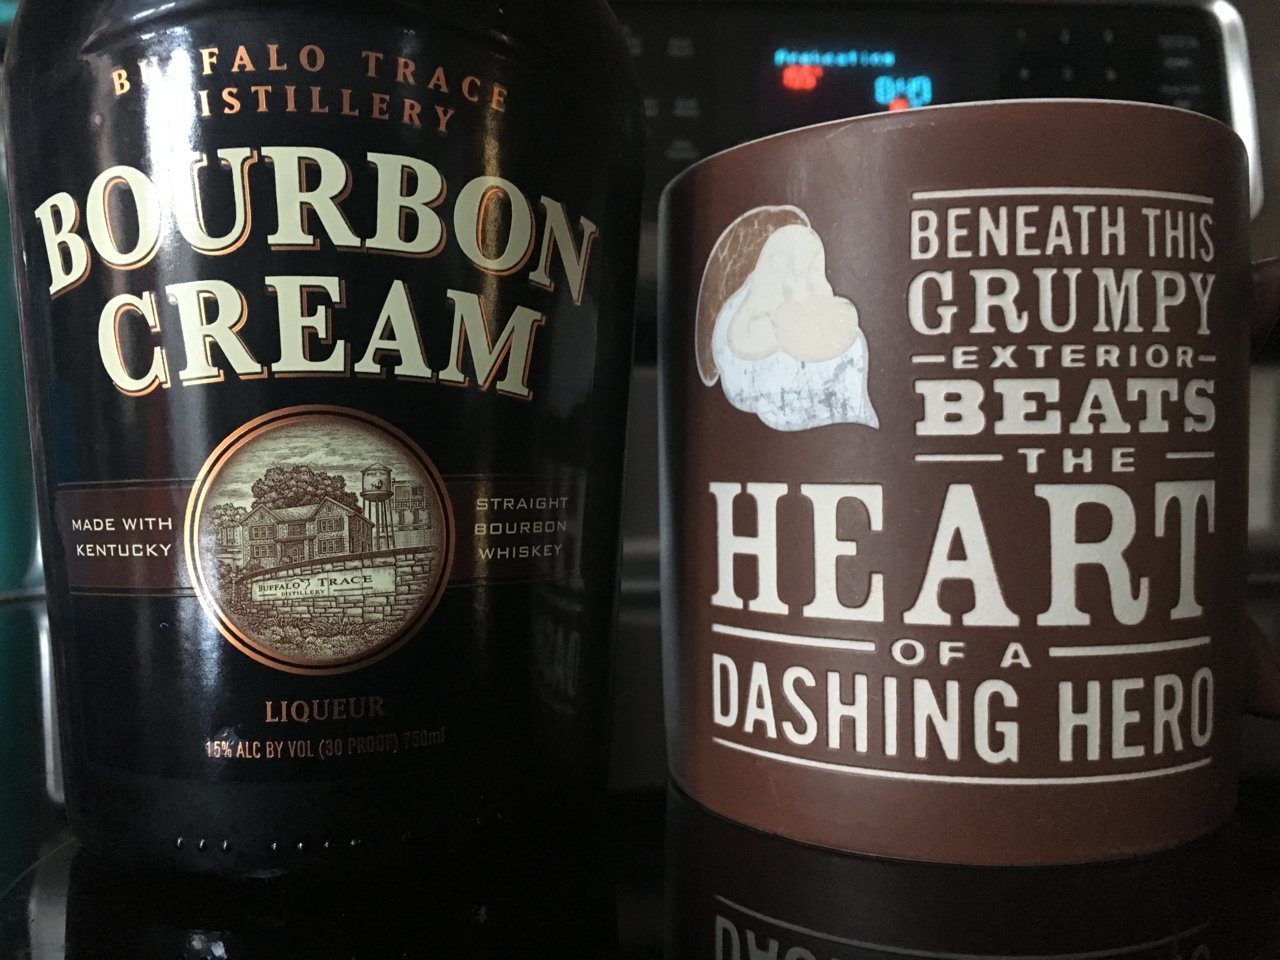 BUFFALO TRACE
DISTILLERY
BOURBON
CREAM
MADE WITH
KENTUCKY
STRAIGHT
BOURBON
WHISKEY
BUFFALO TRACE
DISTILLERY
LIQUEUR
15% ALC BY VOL (30 PROOF) 750ml
Preheating
BENEATH THIS
GRUMPY
EXTERIOR
BEATS
THE
HEART
OF A
DASHING HERO